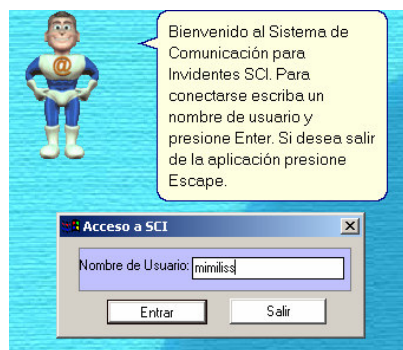 Bienvenido al Sistema de
Comunicación para
Invidentes SCI. Para
conectarse escriba un
nombre de usuario y
presione Enter. Si desea salir
de la aplicación presione
Escape.
@
Acceso a SCI
Nombre de Usuario: mimiliss
Entrar Salir